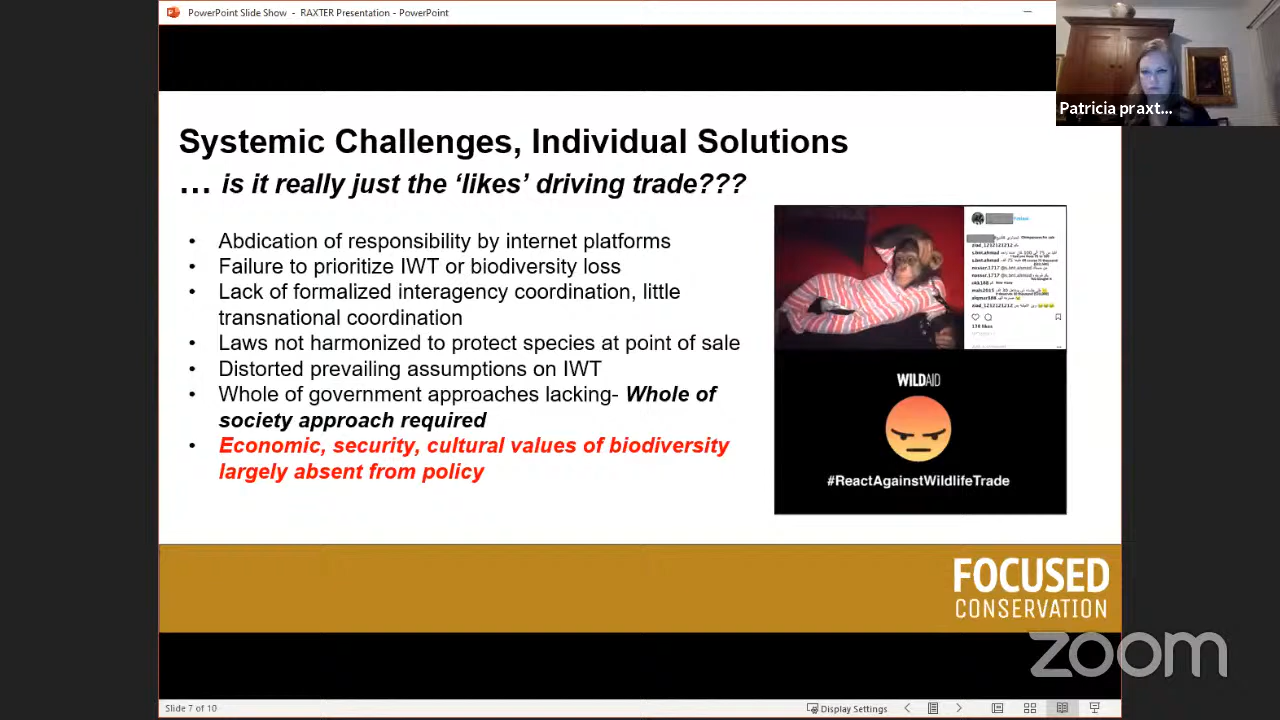 PowerPoint Slide Show - RAXTER Presentation - PowerPoint
Patricia praxt...
Systemic Challenges, Individual Solutions
... is it really just the ‘likes’ driving trade???
• Abdication of responsibility by internet platforms
• Failure to prioritize IWT or biodiversity loss
• Lack of formalized interagency coordination, little
transnational coordination
• Laws not harmonized to protect species at point of sale
• Distorted prevailing assumptions on IWT
• Whole of government approaches lacking- Whole of
society approach required
• Economic, security, cultural values of biodiversity
largely absent from policy
WILDAID
#ReactAgainstWildlifeTrade
FOCUSED
CONSERVATION
zoom
Slide 7 of 10
Display Settings